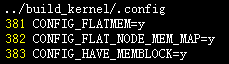 ../build_kernel/.config
381 CONFIG_FLATMEM=y
382 CONFIG_FLAT_NODE_MEM_MAP=y
383 CONFIG_HAVE_MEMBLOCK=y